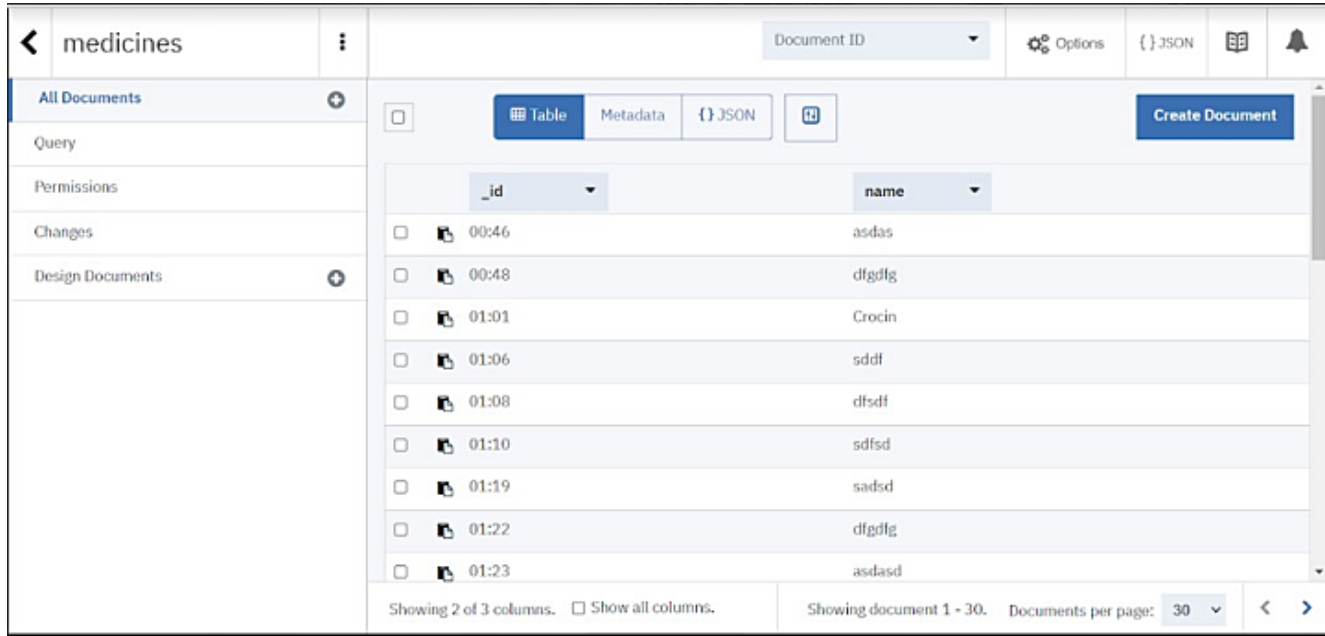 medicines
Document ID
Options
{ } JSON
All Documents
Query
Permissions
Changes
Design Documents
Table
Metadata
{ } JSON
Create Document
_id name
00:46 asdas
00:48 dfgdfg
01:01 Crocin
01:06 sddf
01:08 dfsdf
01:10 sdfsd
01:19 sadsd
01:22 dfgdfg
01:23 asdasd
Showing 2 of 3 columns. Show all columns. Showing document 1 - 30. Documents per page: 30